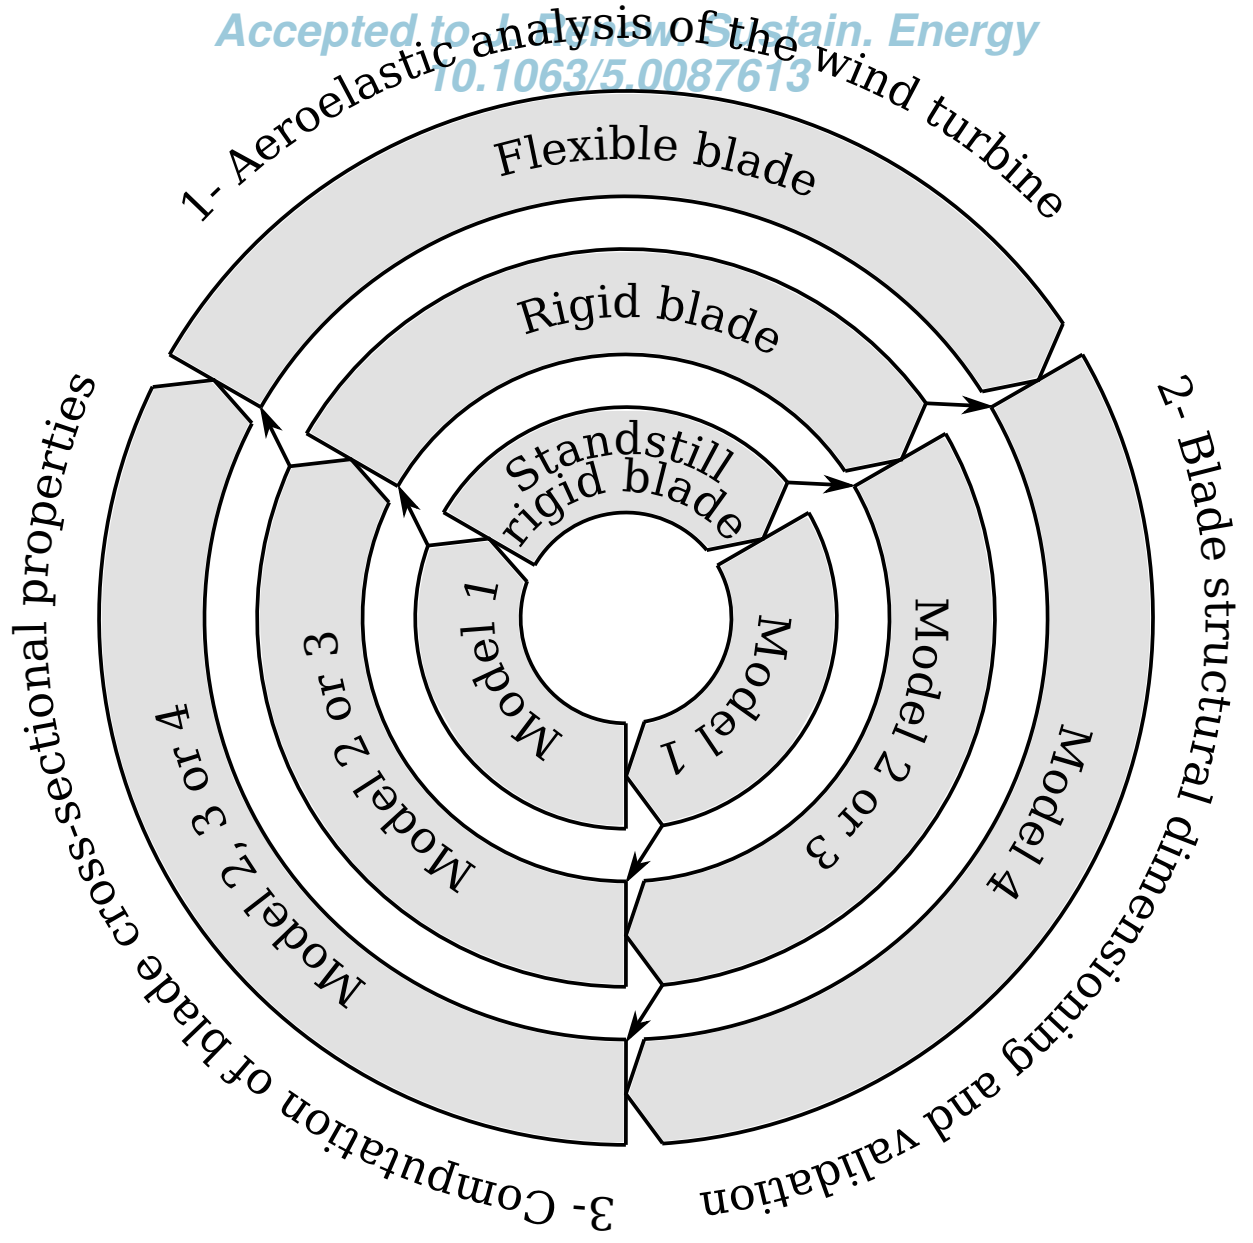 Accepted to J. Renew. Sustain. Energy
10.1063/5.0087613
1- Aeroelastic analysis of the wind turbine
Flexible blade
Rigid blade
Standstill
rigid blade
2- Blade structural dimensioning and validation
Model 1
Model 2 or 3
Model 4
3- Computation of blade cross-sectional properties
Model 1
Model 2 or 3
Model 2, 3 or 4